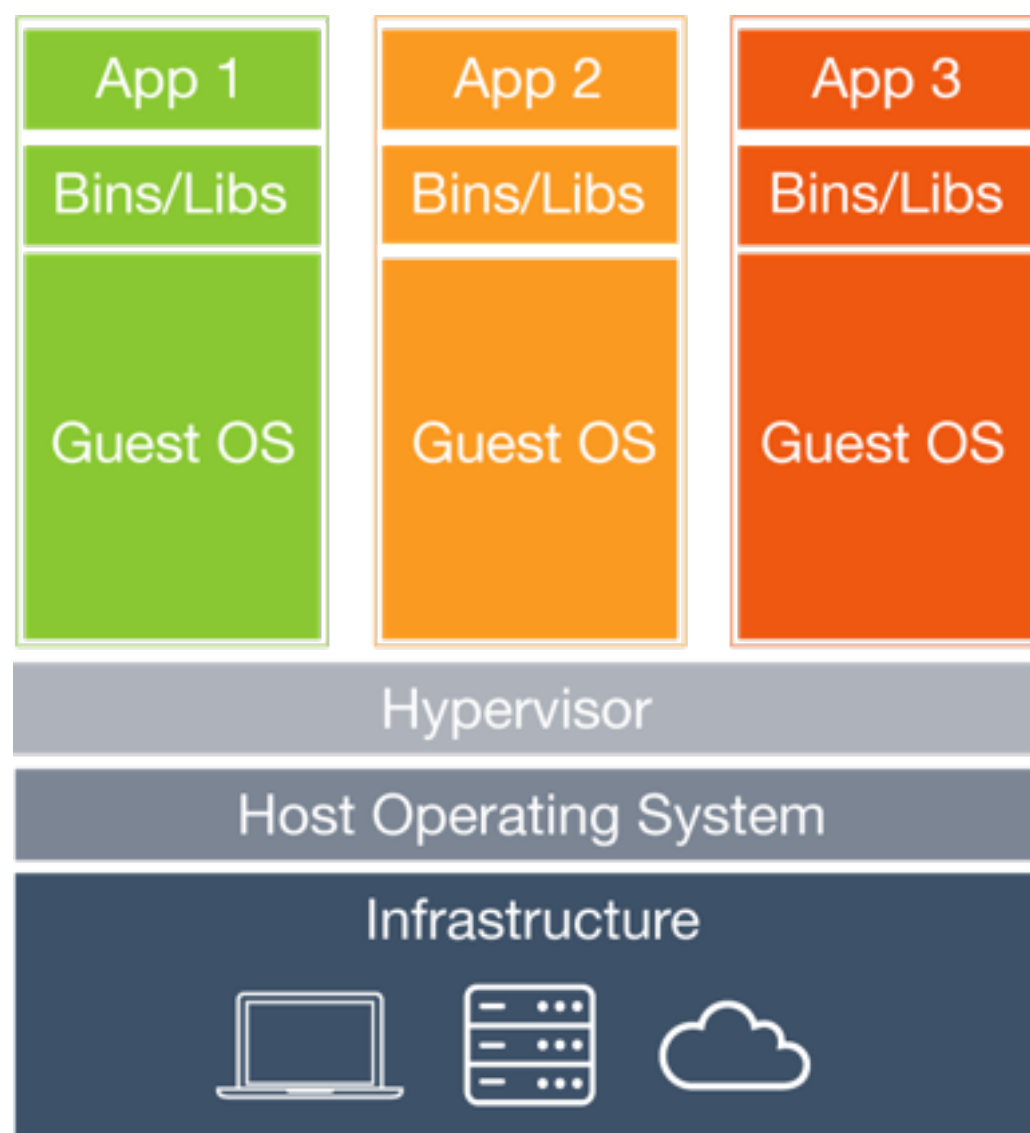 App 1
App 2
App 3
Bins/Libs
Bins/Libs
Bins/Libs
Guest OS
Guest OS
Guest OS
Hypervisor
Host Operating System
Infrastructure